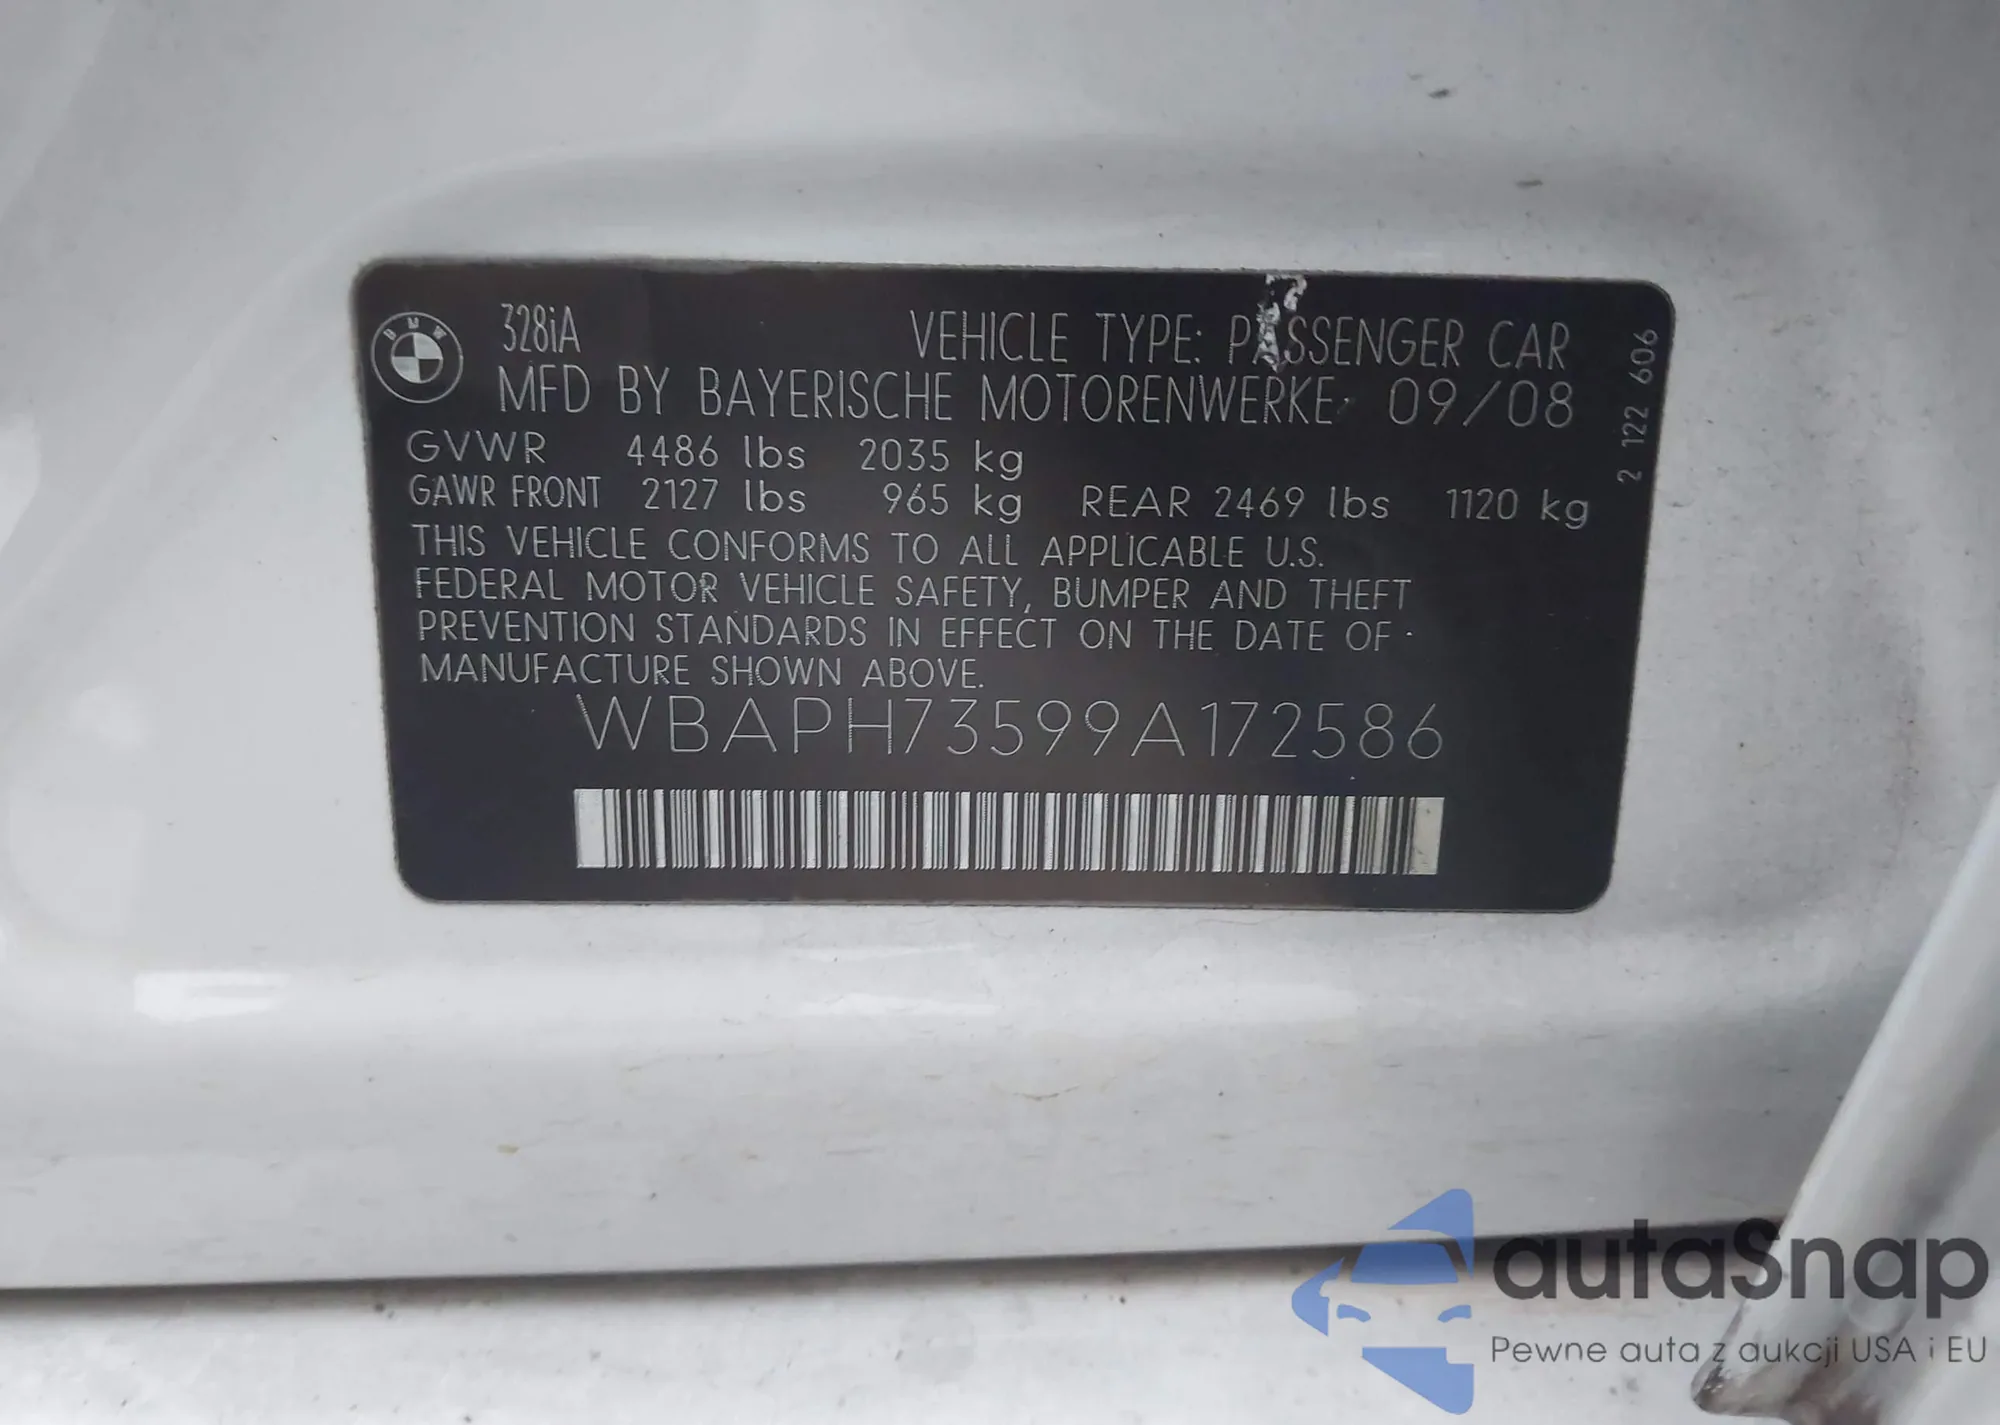 BMW
328iA VEHICLE TYPE: PASSENGER CAR
MFD BY BAYERISCHE MOTORENWERKE 09/08
GVWR 4486 lbs 2035 kg
GAWR FRONT 2127 lbs 965 kg REAR 2469 lbs 1120 kg
THIS VEHICLE CONFORMS TO ALL APPLICABLE U.S.
FEDERAL MOTOR VEHICLE SAFETY, BUMPER AND THEFT
PREVENTION STANDARDS IN EFFECT ON THE DATE OF
MANUFACTURE SHOWN ABOVE.
WBAPH73599A172586
2 122 606
autaSnap
Pewne auta z aukcji USA i EU